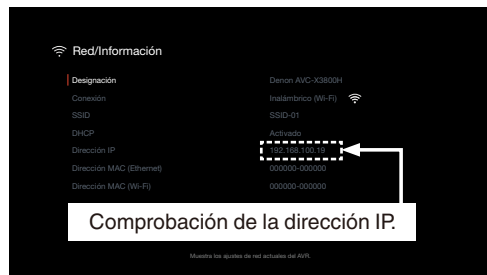 Red/Información
Designación Denon AVC-X3800H
Conexión Inalámbrico (Wi-Fi)
SSID SSID-01
DHCP Activado
Dirección IP 192.168.100.19
Dirección MAC (Ethernet) 000000-000000
Dirección MAC (Wi-Fi) 000000-000000
Comprobación de la dirección IP.
Muestra los ajustes de red actuales del AVR.